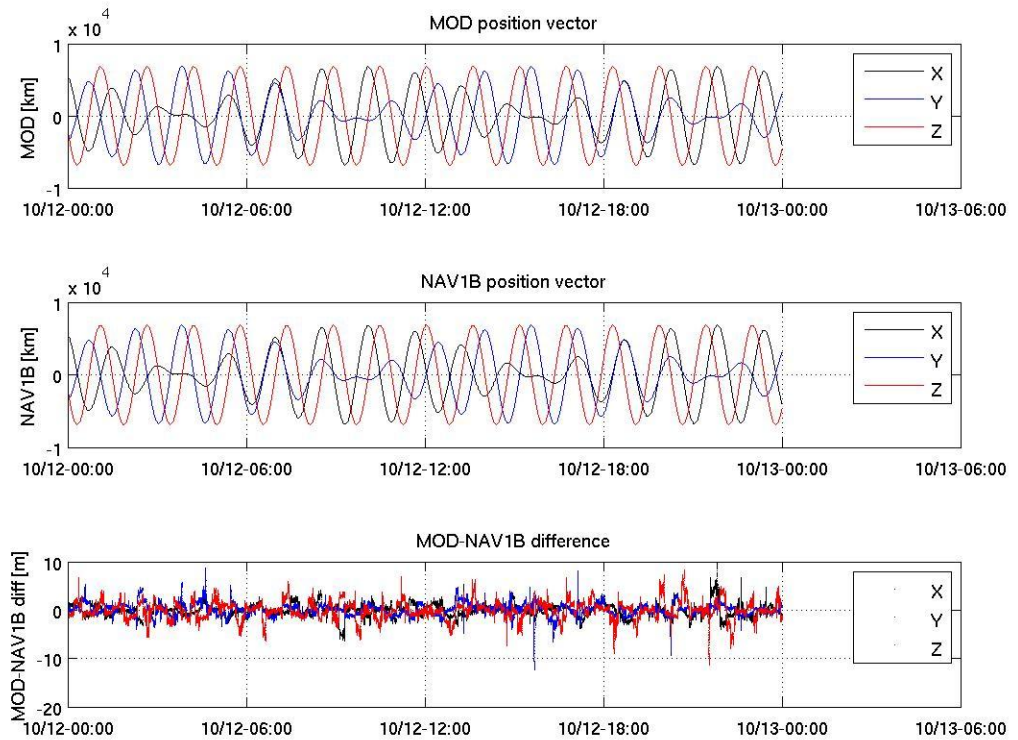 MOD position vector
x 10 4
1
0
-1
MOD [km]
X
Y
Z
10/12-00:00 10/12-06:00 10/12-12:00 10/12-18:00 10/13-00:00 10/13-06:00
NAV1B position vector
x 10 4
1
0
-1
NAV1B [km]
X
Y
Z
10/12-00:00 10/12-06:00 10/12-12:00 10/12-18:00 10/13-00:00 10/13-06:00
MOD-NAV1B difference
10
0
-10
-20
MOD-NAV1B diff [m]
X
Y
Z
10/12-00:00 10/12-06:00 10/12-12:00 10/12-18:00 10/13-00:00 10/13-06:00